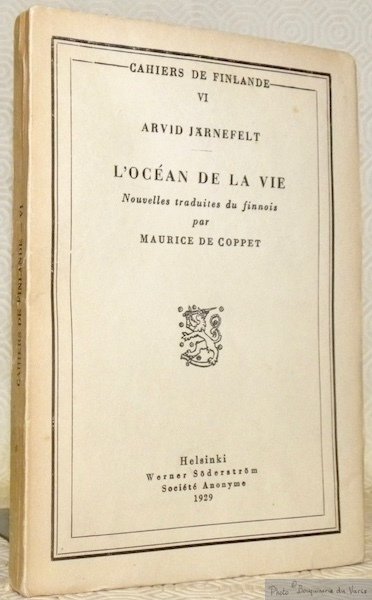 CAHIERS DE FINLANDE
VI
ARVID JÄRNEFELT
L'OCÉAN DE LA VIE
Nouvelles traduites du finnois
par
MAURICE DE COPPET
Helsinki
Werner Söderström
Société Anonyme
1929
CAHIERS DE FINLANDE — VI
Photo © Bouquinerie du Varis